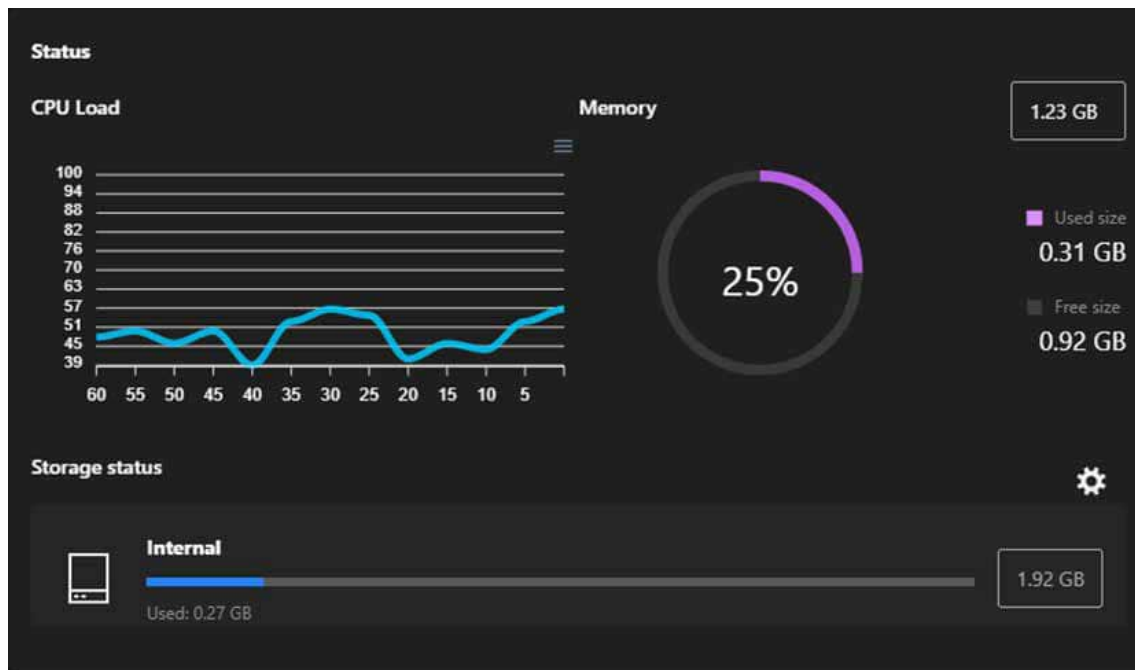 Status
CPU Load
Memory
1.23 GB
100
94
88
82
76
70
63
57
51
45
39
60 55 50 45 40 35 30 25 20 15 10 5
25%
Used size
0.31 GB
Free size
0.92 GB
Storage status
Internal
1.92 GB
Used: 0.27 GB